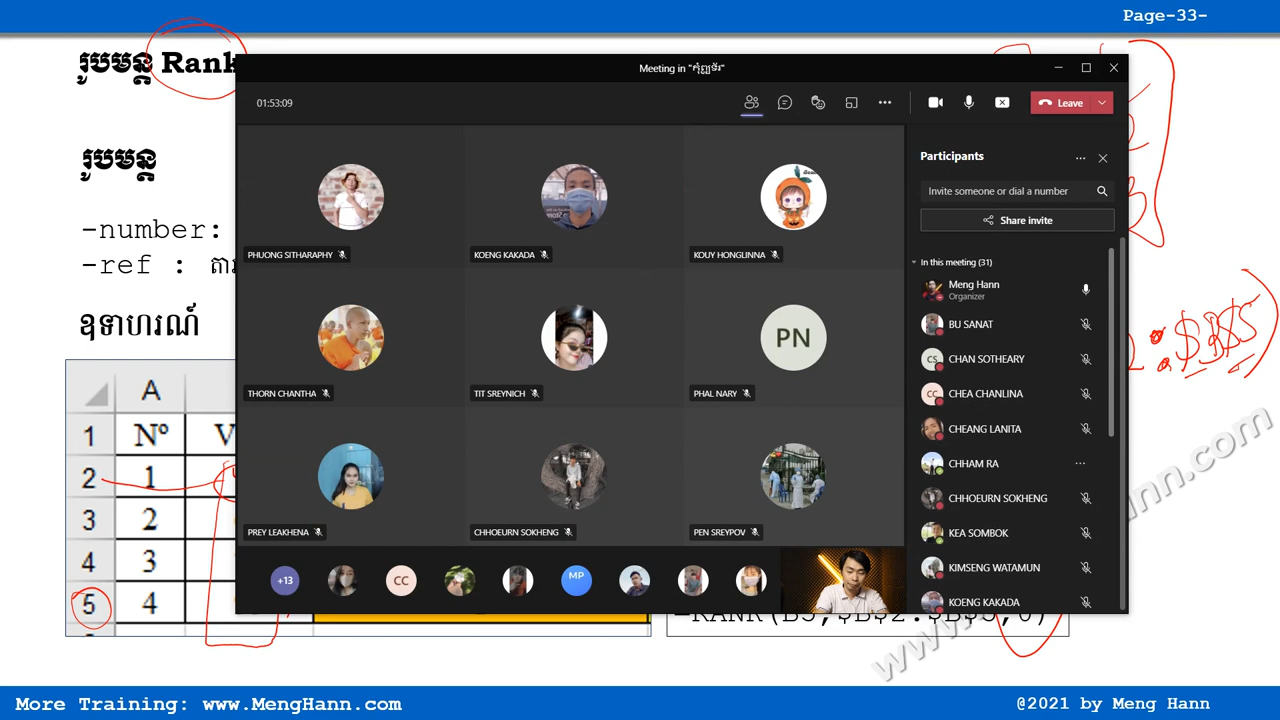 Page-33-
រូបមន្ត Rank
Meeting in "កុំព្យូទ័រ"
01:53:09
Leave
រូបមន្ត
-number:
-ref :
ឧទាហរណ៍
Participants
Invite someone or dial a number
Share invite
In this meeting (31)
Meng Hann
Organizer
BU SANAT
CS CHAN SOTHEARY
CC CHEA CHANLINA
CHEANG LANITA
CHHAM RA
CHHOEURN SOKHENG
KEA SOMBOK
KIMSENG WATAMUN
KOENG KAKADA
PHUONG SITHARAPHY
KOENG KAKADA
KOUY HONGLINNA
PN
THORN CHANTHA
TIT SREYNICH
PHAL NARY
PREY LEAKHENA
CHHOEURN SOKHENG
PEN SREYPOV
+13
CC
MP
A
1 Nº V
2 1
3 2
4 3
5 4
More Training: www.MengHann.com
@2021 by Meng Hann